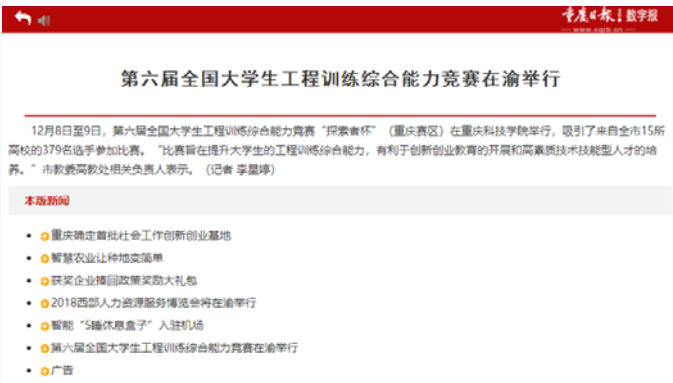 重庆日报 数字报
www.cqrb.cn
第六届全国大学生工程训练综合能力竞赛在渝举行
12月8日至9日，第六届全国大学生工程训练综合能力竞赛“探索者杯”（重庆赛区）在重庆科技学院举行，吸引了来自全市15所
高校的379名选手参加比赛。“比赛旨在提升大学生的工程训练综合能力，有利于创新创业教育的开展和高素质技术技能型人才的培
养。”市教委高教处相关负责人表示。（记者 李星婷）
本版新闻
重庆确定首批社会工作创新创业基地
智慧农业让种地变简单
获奖企业捧回政策奖励大礼包
2018西部人力资源服务博览会将在渝举行
智能“5睡休息盒子”入驻机场
第六届全国大学生工程训练综合能力竞赛在渝举行
广告